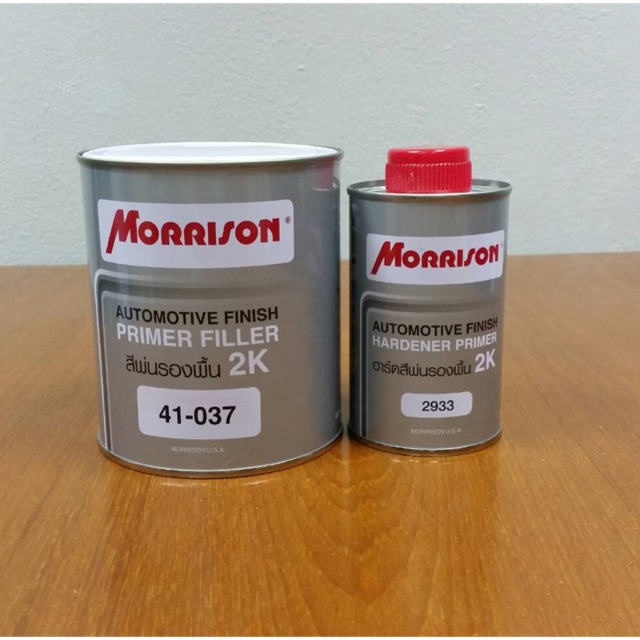 MORRISON®
AUTOMOTIVE FINISH
PRIMER FILLER
สีพ่นรองพื้น 2K
41-037
MORRISON U.S.A.
MORRISON®
AUTOMOTIVE FINISH
HARDENER PRIMER
อาร์ดสีพ่นรองพื้น 2K
2933
MORRISON U.S.A.